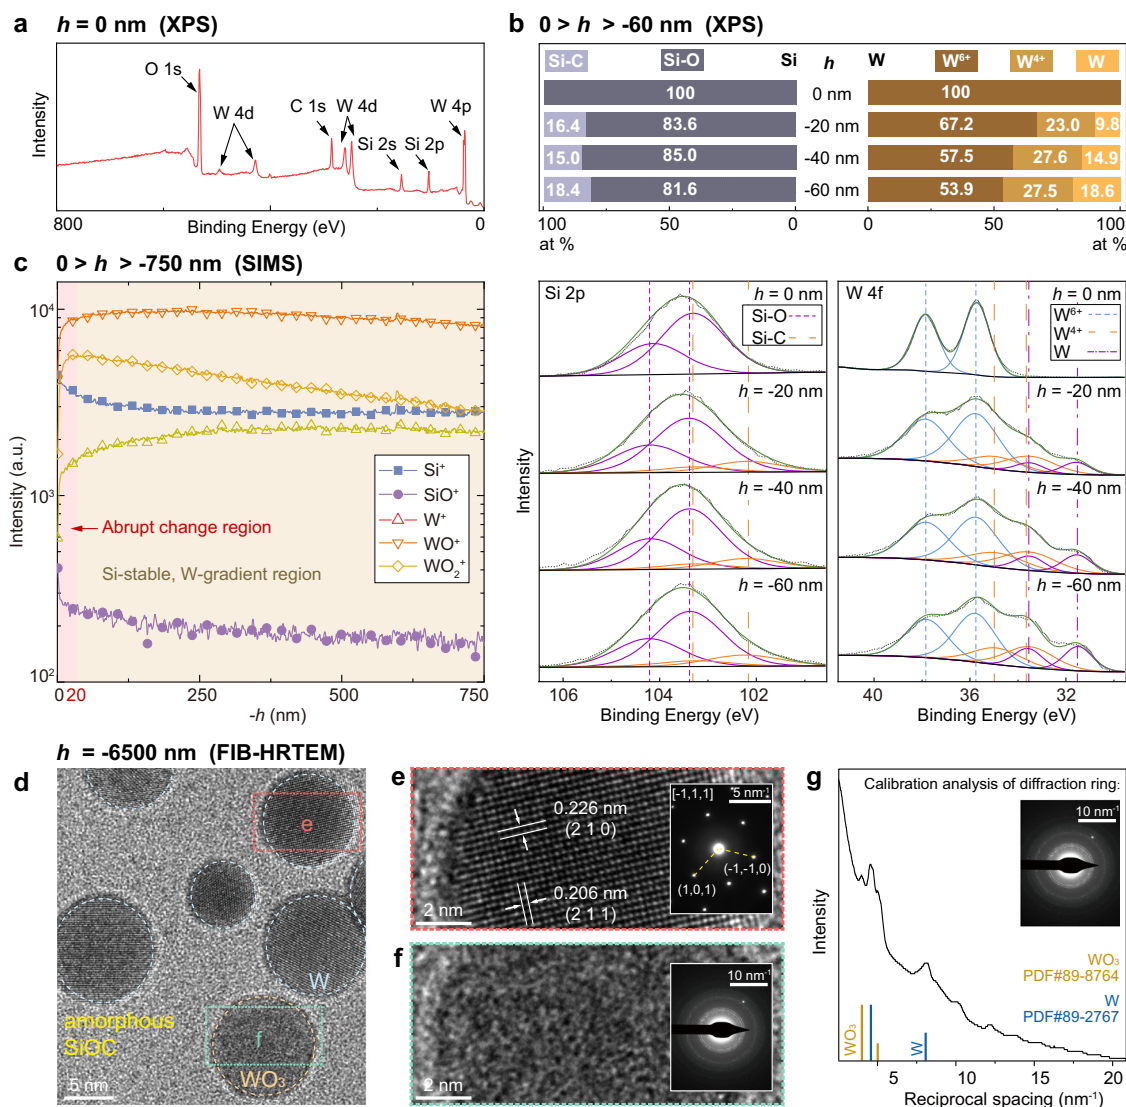 a
h = 0 nm (XPS)
O 1s
W 4d
C 1s
W 4d
W 4p
Si 2s
Si 2p
Intensity
800
0
Binding Energy (eV)
b
0 > h > -60 nm (XPS)
Si-C
Si-O
Si
h
W
W6+
W4+
W
100
0 nm
100
16.4
83.6
-20 nm
67.2
23.0
9.8
15.0
85.0
-40 nm
57.5
27.6
14.9
18.4
81.6
-60 nm
53.9
27.5
18.6
100
50
0
0
50
100
at %
at %
c
0 > h > -750 nm (SIMS)
10^4
10^3
10^2
Intensity (a.u.)
Abrupt change region
Si-stable, W-gradient region
Si+
SiO+
W+
WO+
WO2+
0
20
250
500
750
-h (nm)
Si 2p
h = 0 nm
Si-O
Si-C
h = -20 nm
h = -40 nm
h = -60 nm
Intensity
106
104
102
Binding Energy (eV)
W 4f
h = 0 nm
W6+
W4+
W
h = -20 nm
h = -40 nm
h = -60 nm
40
36
32
Binding Energy (eV)
h = -6500 nm (FIB-HRTEM)
d
e
W
amorphous
SiOC
f
WO3
5 nm
e
0.226 nm
(2 1 0)
0.206 nm
(2 1 1)
2 nm
[-1,1,1]
5 nm-1
(-1,-1,0)
(1,0,1)
f
10 nm-1
2 nm
g
Calibration analysis of diffraction ring:
10 nm-1
Intensity
WO3
PDF#89-8764
W
PDF#89-2767
WO3
W
5
10
15
20
Reciprocal spacing (nm-1)